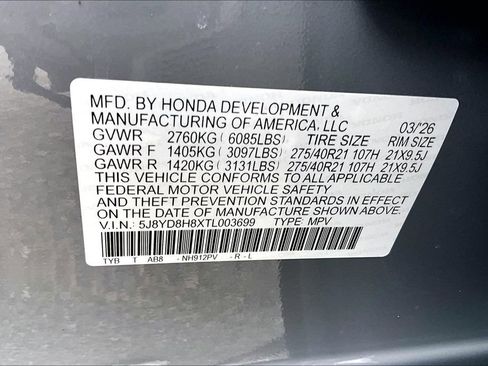 MFD. BY HONDA DEVELOPMENT &
MANUFACTURING OF AMERICA, LLC 03/'26
GVWR 2760KG (6085LBS) TIRE SIZE RIM SIZE
GAWR F 1405KG (3097LBS) 275/40R21 107H 21X9.5J
GAWR R 1420KG (3131LBS) 275/40R21 107H 21X9.5J
THIS VEHICLE CONFORMS TO ALL APPLICABLE
FEDERAL MOTOR VEHICLE SAFETY
AND THEFT PREVENTION STANDARDS IN EFFECT
ON THE DATE OF MANUFACTURE SHOWN ABOVE.
V.I.N.: 5J8YD8H8XTL003699 TYPE: MPV
TYB T AB8 - NH912PV - R - L